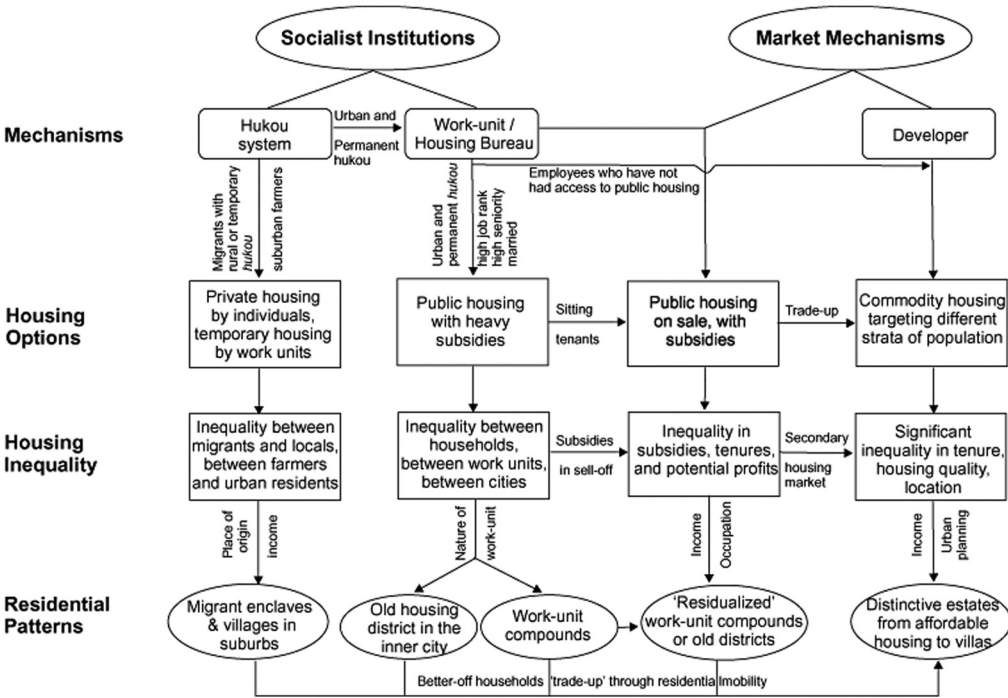 Socialist Institutions
Market Mechanisms
Mechanisms
Hukou
system
Urban and
Permanent
hukou
Work-unit /
Housing Bureau
Developer
Employees who have not
had access to public housing
Migrants with
rural or temporary
hukou
suburban farmers
Urban and
permanent hukou
high job rank
high seniority
married
Housing
Options
Private housing
by individuals,
temporary housing
by work units
Public housing
with heavy
subsidies
Sitting
tenants
Public housing
on sale, with
subsidies
Trade-up
Commodity housing
targeting different
strata of population
Housing
Inequality
Inequality between
migrants and locals,
between farmers
and urban residents
Inequality between
households,
between work units,
between cities
Subsidies
in sell-off
Inequality in
subsidies, tenures,
and potential profits
Secondary
housing
market
Significant
inequality in tenure,
housing quality,
location
Place of
origin
income
Nature of
work-unit
Income
Occupation
Income
Urban
planning
Residential
Patterns
Migrant enclaves
& villages in
suburbs
Old housing
district in the
inner city
Work-unit
compounds
'Residualized'
work-unit compounds
or old districts
Distinctive estates
from affordable
housing to villas
Better-off households 'trade-up' through residential mobility